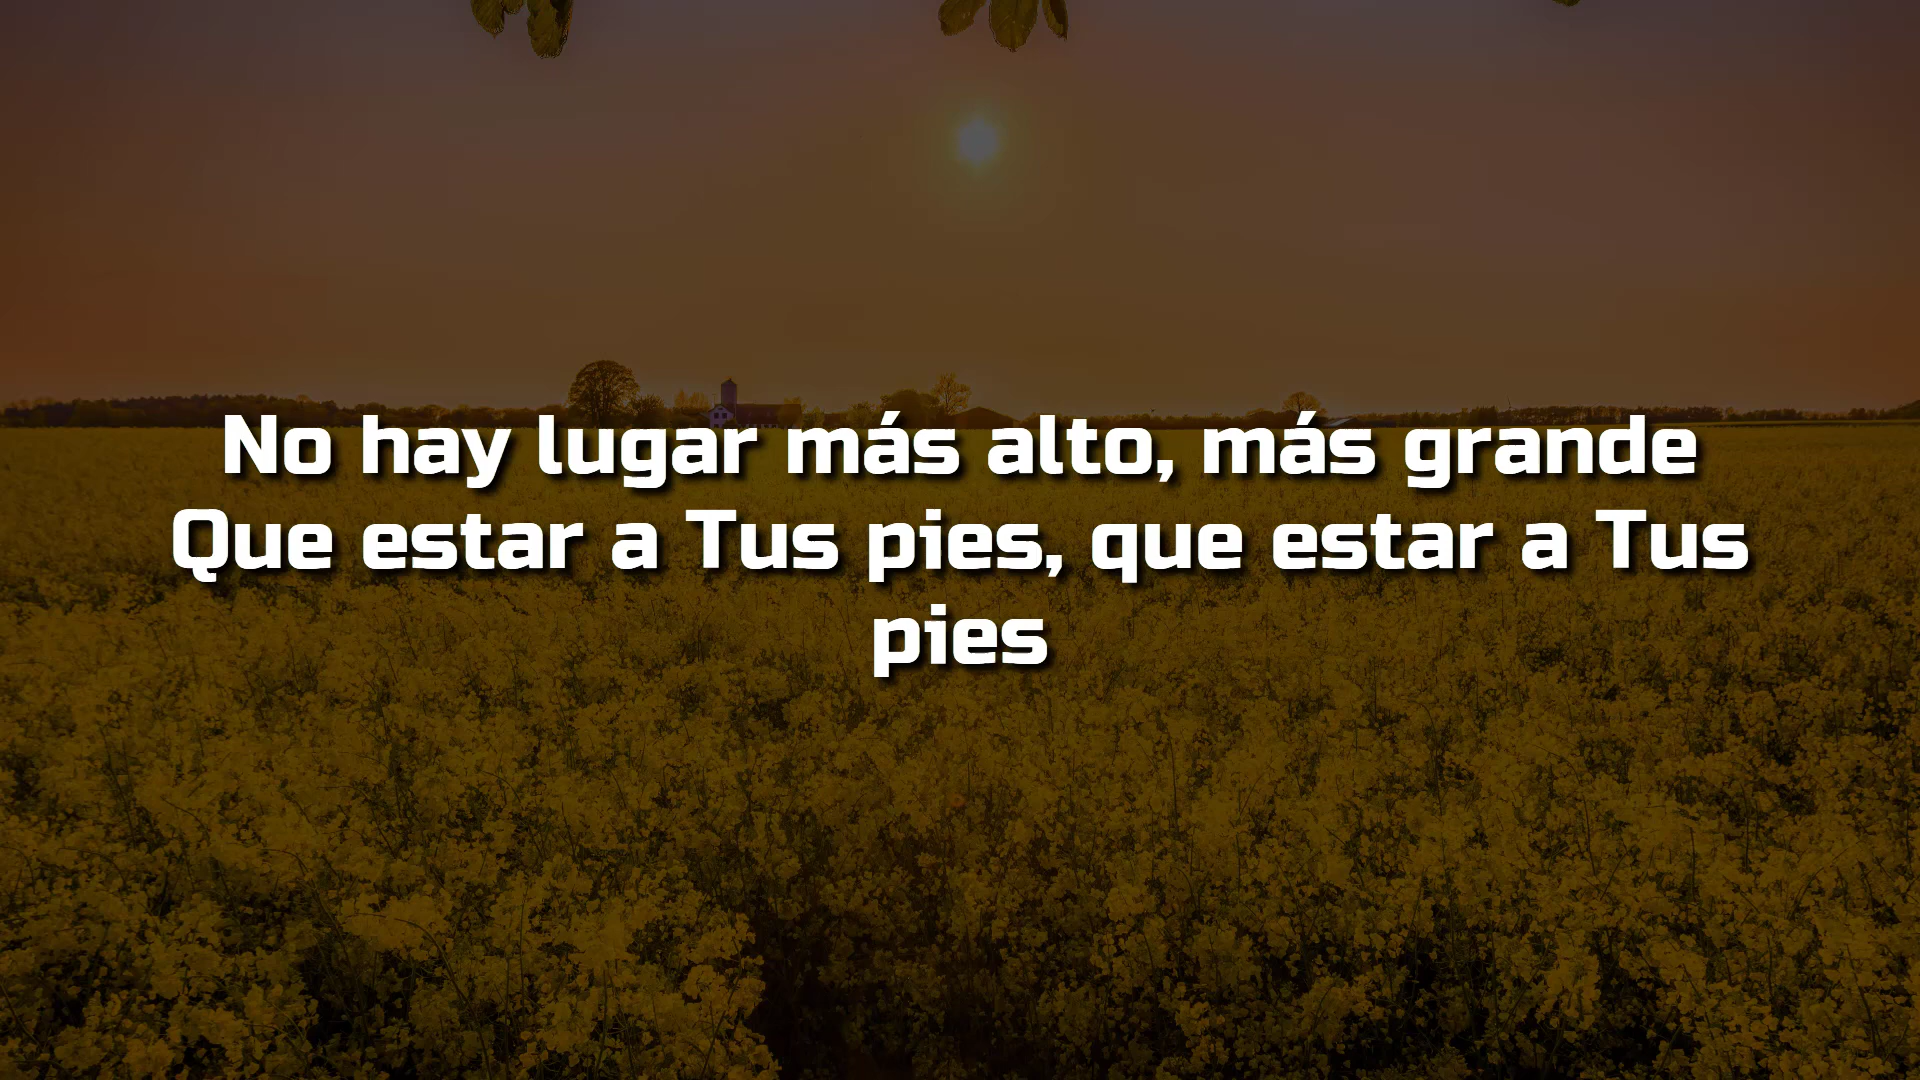 No hay lugar más alto, más grande
Que estar a Tus pies, que estar a Tus
pies